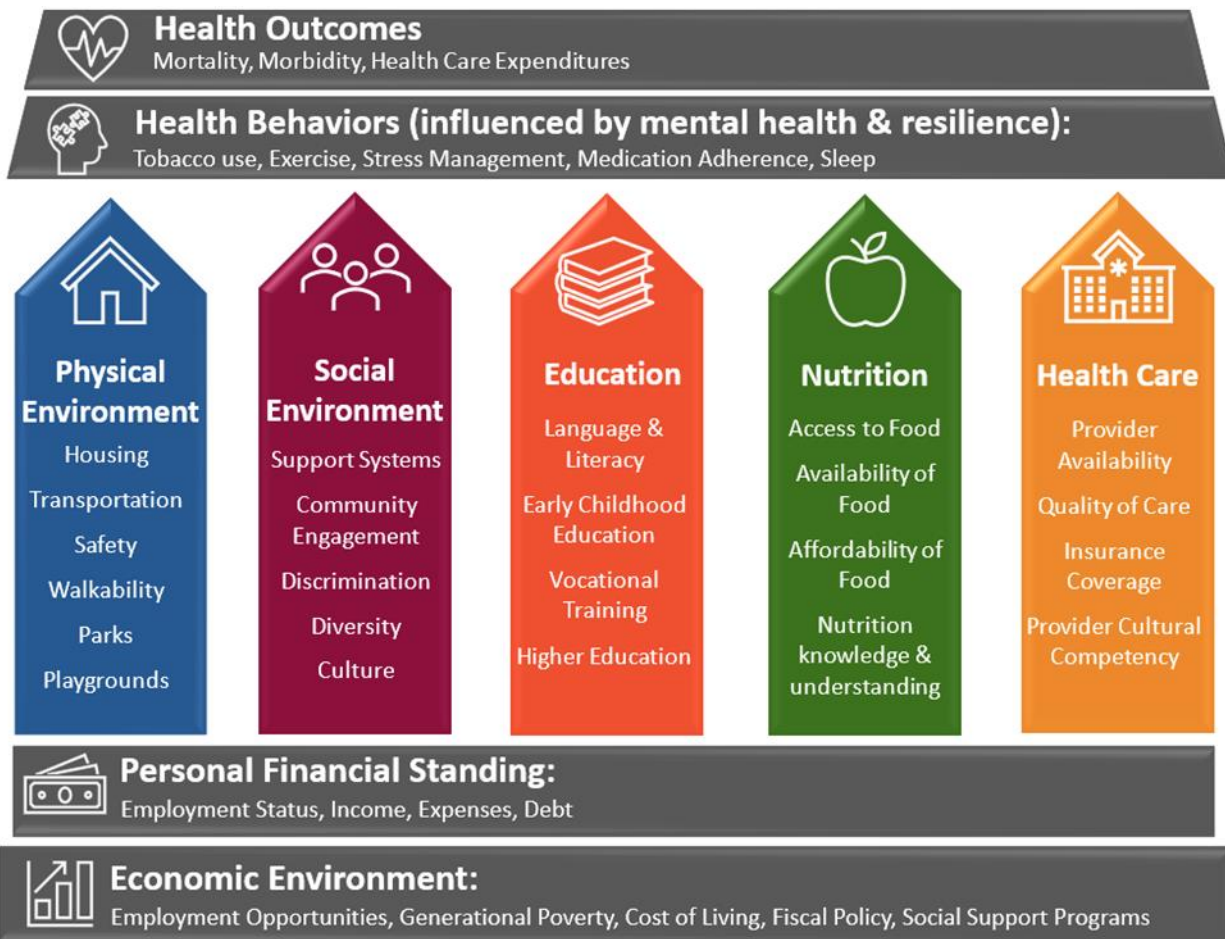 Health Outcomes
Mortality, Morbidity, Health Care Expenditures
Health Behaviors (influenced by mental health & resilience):
Tobacco use, Exercise, Stress Management, Medication Adherence, Sleep
Physical
Environment
Housing
Transportation
Safety
Walkability
Parks
Playgrounds
Social
Environment
Support Systems
Community
Engagement
Discrimination
Diversity
Culture
Education
Language &
Literacy
Early Childhood
Education
Vocational
Training
Higher Education
Nutrition
Access to Food
Availability of
Food
Affordability of
Food
Nutrition
knowledge &
understanding
Health Care
Provider
Availability
Quality of Care
Insurance
Coverage
Provider Cultural
Competency
Personal Financial Standing:
Employment Status, Income, Expenses, Debt
Economic Environment:
Employment Opportunities, Generational Poverty, Cost of Living, Fiscal Policy, Social Support Programs